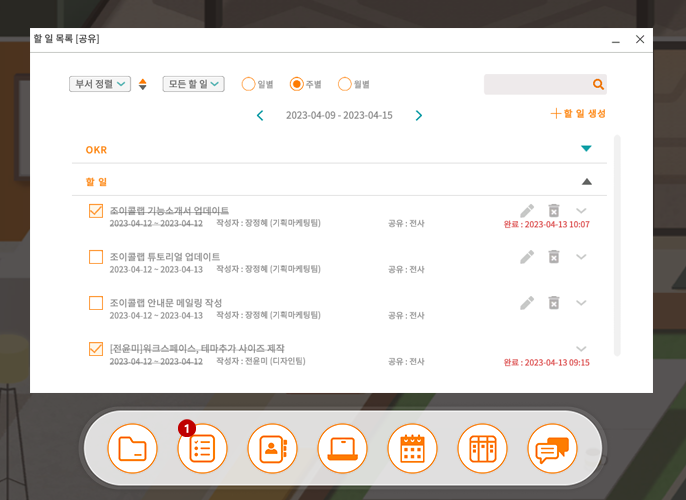 할 일 목록 [공유]
부서 정렬 모든 할 일 일별 주별 월별
2023-04-09 - 2023-04-15
할 일 생성
OKR
할 일
조이콜랩 기능소개서 업데이트
2023-04-12 ~ 2023-04-12 작성자 : 장정혜 (기획마케팅팀) 공유 : 전사 완료 : 2023-04-13 10:07
조이콜랩 튜토리얼 업데이트
2023-04-12 ~ 2023-04-13 작성자 : 장정혜 (기획마케팅팀) 공유 : 전사
조이콜랩 안내문 메일링 작성
2023-04-12 ~ 2023-04-13 작성자 : 장정혜 (기획마케팅팀) 공유 : 전사
[전윤미]워크스페이스, 테마추가 사이즈 제작
2023-04-12 ~ 2023-04-12 작성자 : 전윤미 (디자인팀) 공유 : 전사 완료 : 2023-04-13 09:15
1